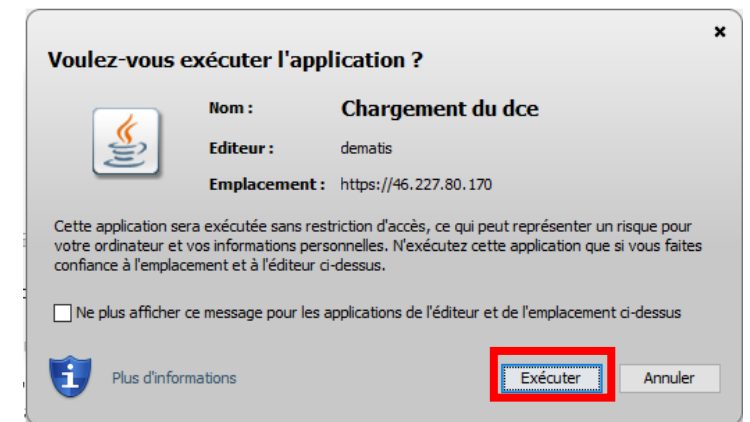 Voulez-vous exécuter l'application ?
Nom : Chargement du dce
Editeur : dematis
Emplacement : https://46.227.80.170
Cette application sera exécutée sans restriction d'accès, ce qui peut représenter un risque pour
votre ordinateur et vos informations personnelles. N'exécutez cette application que si vous faites
confiance à l'emplacement et à l'éditeur ci-dessus.
Ne plus afficher ce message pour les applications de l'éditeur et de l'emplacement ci-dessus
Plus d'informations Exécuter Annuler